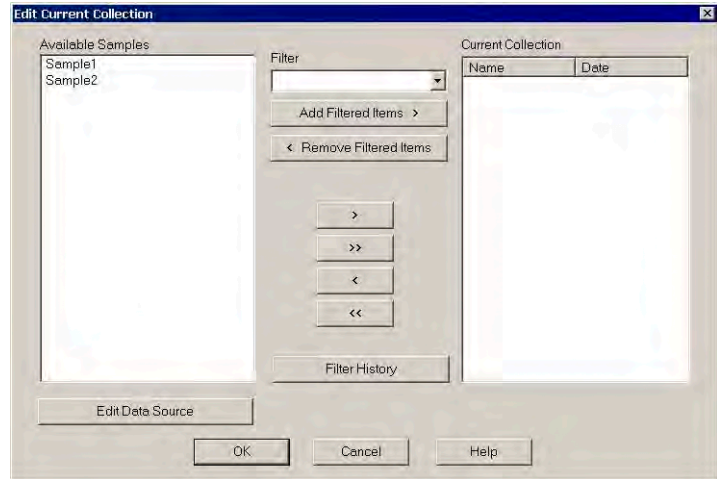 Edit Current Collection
Available Samples
Sample1
Sample2
Filter
Add Filtered Items >
< Remove Filtered Items
>
>>
<
<<
Filter History
Current Collection
Name Date
Edit Data Source
OK Cancel Help